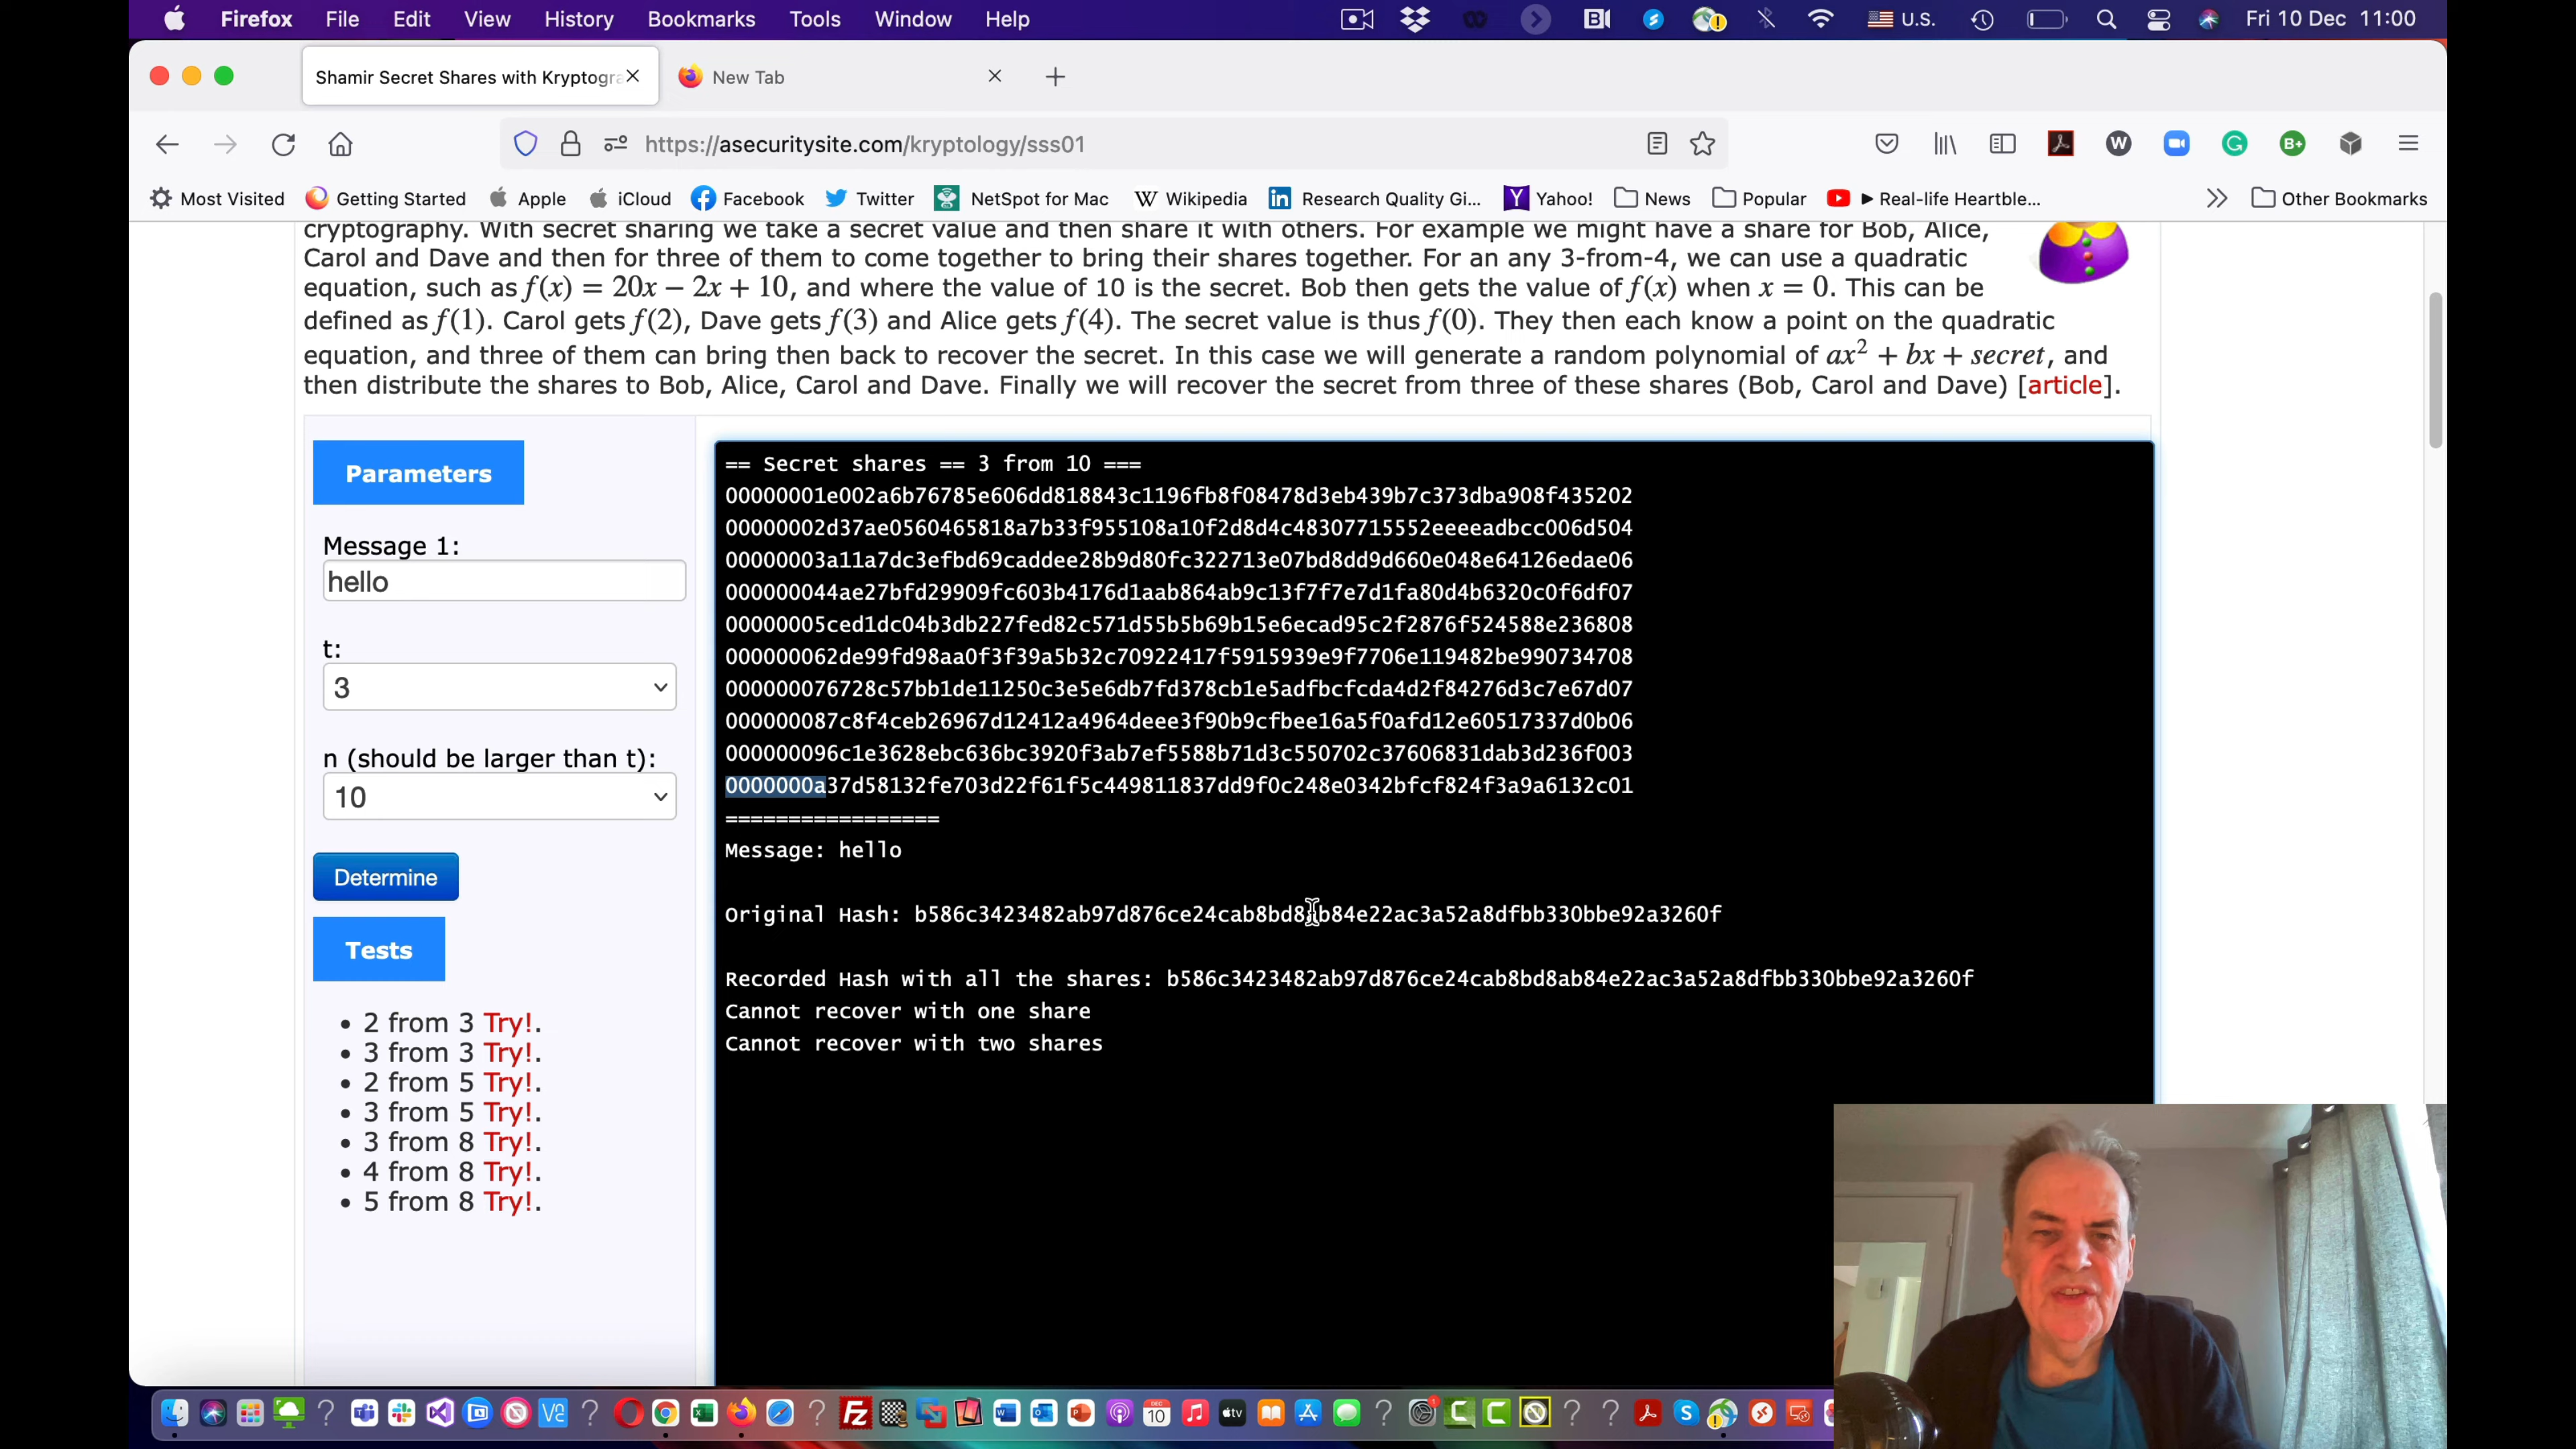 Firefox File Edit View History Bookmarks Tools Window Help U.S. Fri 10 Dec 11:00
Shamir Secret Shares with Kryptogra New Tab
https://asecuritysite.com/kryptology/sss01
Most Visited Getting Started Apple iCloud Facebook Twitter NetSpot for Mac Wikipedia Research Quality Gi... Yahoo! News Popular ▶ Real-life Heartble... Other Bookmarks
cryptography. With secret sharing we take a secret value and then share it with others. For example we might have a share for Bob, Alice,
Carol and Dave and then for three of them to come together to bring their shares together. For an any 3-from-4, we can use a quadratic
equation, such as f(x) = 20x − 2x + 10, and where the value of 10 is the secret. Bob then gets the value of f(x) when x = 0. This can be
defined as f(1). Carol gets f(2), Dave gets f(3) and Alice gets f(4). The secret value is thus f(0). They then each know a point on the quadratic
equation, and three of them can bring then back to recover the secret. In this case we will generate a random polynomial of ax² + bx + secret, and
then distribute the shares to Bob, Alice, Carol and Dave. Finally we will recover the secret from three of these shares (Bob, Carol and Dave) [article].
Parameters
Message 1:
hello
t:
3
n (should be larger than t):
10
Determine
Tests
2 from 3 Try!.
3 from 3 Try!.
2 from 5 Try!.
3 from 5 Try!.
3 from 8 Try!.
4 from 8 Try!.
5 from 8 Try!.
== Secret shares == 3 from 10 ===
00000001e002a6b76785e606dd818843c1196fb8f08478d3eb439b7c373dba908f435202
00000002d37ae0560465818a7b33f955108a10f2d8d4c48307715552eeeeadbcc006d504
00000003a11a7dc3efbd69caddee28b9d80fc322713e07bd8dd9d660e048e64126edae06
000000044ae27bfd29909fc603b4176d1aab864ab9c13f7f7e7d1fa80d4b6320c0f6df07
00000005ced1dc04b3db227fed82c571d55b5b69b15e6ecad95c2f2876f524588e236808
000000062de99fd98aa0f3f39a5b32c70922417f5915939e9f7706e119482be990734708
000000076728c57bb1de11250c3e5e6db7fd378cb1e5adfbcfcda4d2f84276d3c7e67d07
000000087c8f4ceb26967d12412a4964deee3f90b9cfbee16a5f0afd12e60517337d0b06
000000096c1e3628ebc636bc3920f3ab7ef5588b71d3c550702c37606831dab3d236f003
0000000a37d58132fe703d22f61f5c449811837dd9f0c248e0342bfcf824f3a9a6132c01
=================
Message: hello
Original Hash: b586c3423482ab97d876ce24cab8bd8ab84e22ac3a52a8dfbb330bbe92a3260f
Recorded Hash with all the shares: b586c3423482ab97d876ce24cab8bd8ab84e22ac3a52a8dfbb330bbe92a3260f
Cannot recover with one share
Cannot recover with two shares